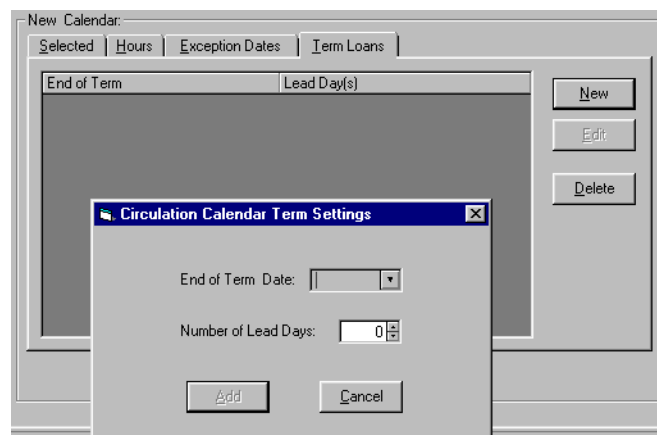 New Calendar:
Selected Hours Exception Dates Term Loans
End of Term Lead Day(s)
New
Edit
Delete
Circulation Calendar Term Settings
End of Term Date:
Number of Lead Days: 0
Add Cancel